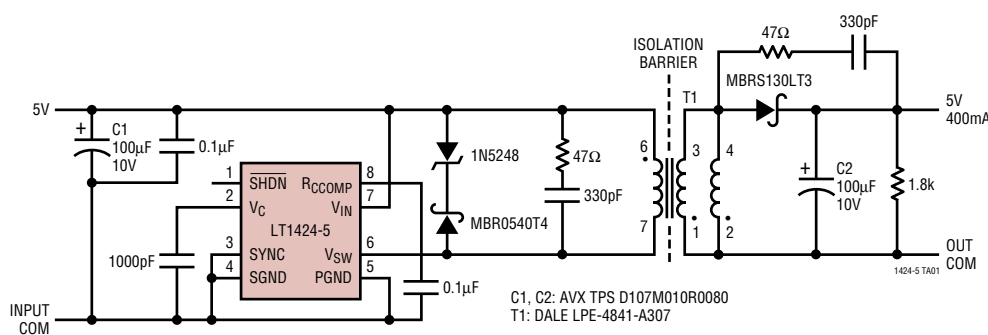 330pF
47Ω
ISOLATION
BARRIER
MBRS130LT3
T1
5V
5V
400mA
+
C1
100µF
10V
0.1µF
1N5248
47Ω
330pF
MBR0540T4
6
7
3
1
4
2
+
C2
100µF
10V
1.8k
1
SHDN
RCCOMP
8
2
VC
VIN
7
LT1424-5
3
SYNC
VSW
6
4
SGND
PGND
5
1000pF
0.1µF
INPUT
COM
OUT
COM
1424-5 TA01
C1, C2: AVX TPS D107M010R0080
T1: DALE LPE-4841-A307